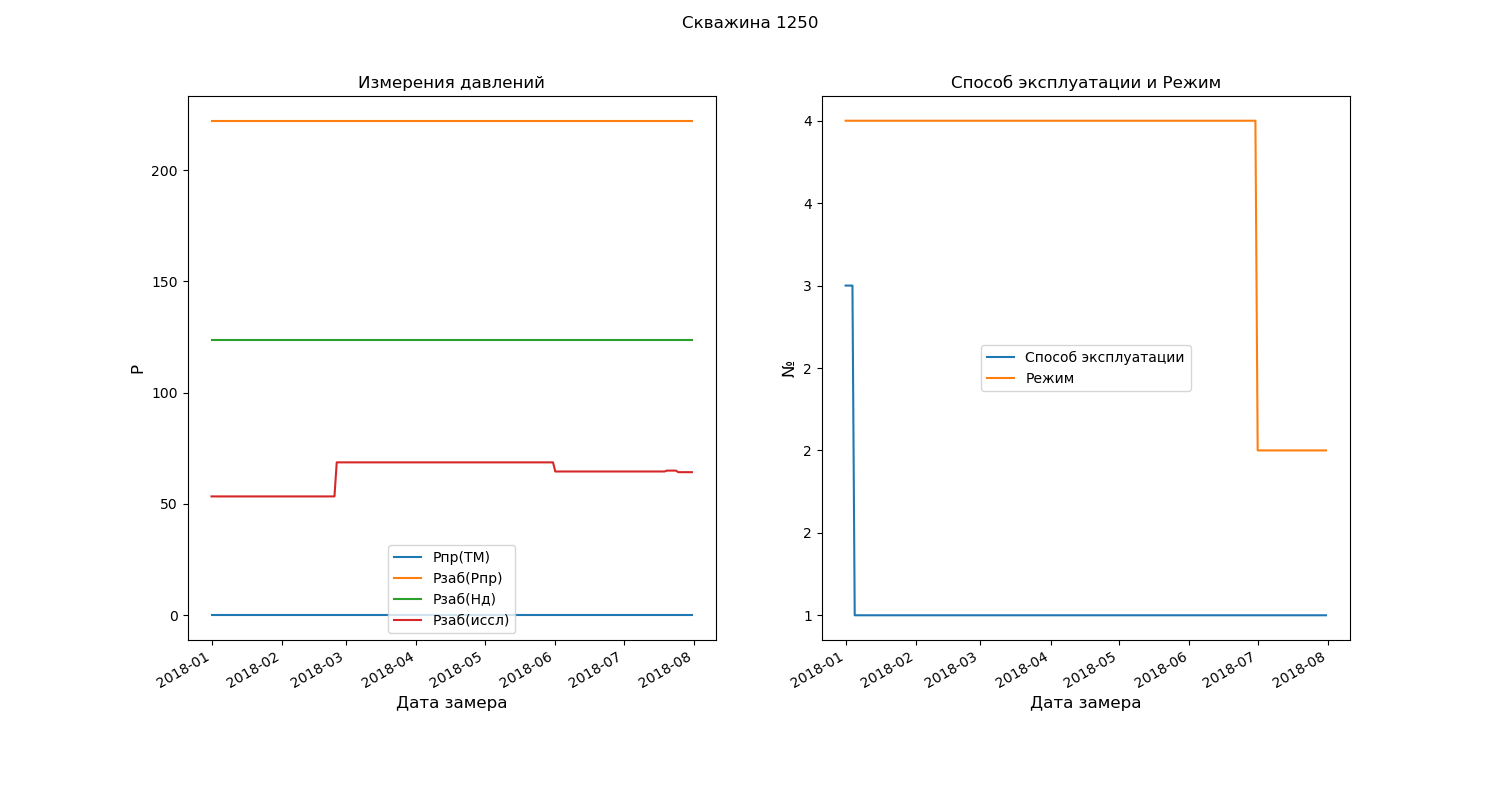 Скважина 1250
Измерения давлений
P
200
150
100
50
0
Рпр(ТМ)
Рзаб(Рпр)
Рзаб(Нд)
Рзаб(иссл)
2018-01
2018-02
2018-03
2018-04
2018-05
2018-06
2018-07
2018-08
Дата замера
Способ эксплуатации и Режим
№
4
4
3
2
2
2
1
Способ эксплуатации
Режим
2018-01
2018-02
2018-03
2018-04
2018-05
2018-06
2018-07
2018-08
Дата замера